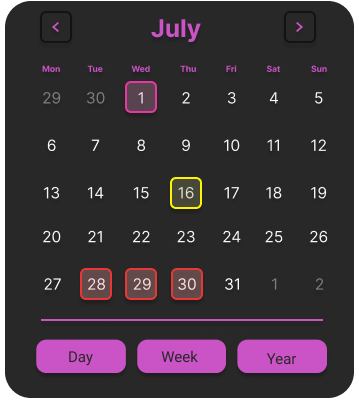 < July >
Mon Tue Wed Thu Fri Sat Sun
29 30 1 2 3 4 5
6 7 8 9 10 11 12
13 14 15 16 17 18 19
20 21 22 23 24 25 26
27 28 29 30 31 1 2
Day Week Year